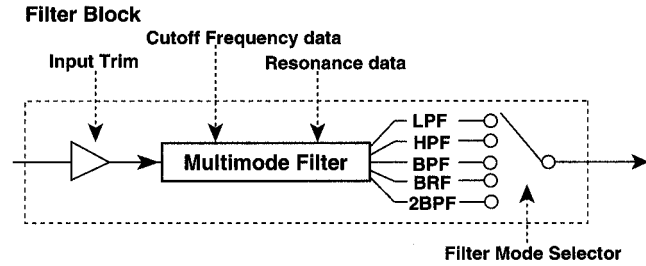 Filter Block
Cutoff Frequency data
Input Trim
Resonance data
Multimode Filter
LPF
HPF
BPF
BRF
2BPF
Filter Mode Selector